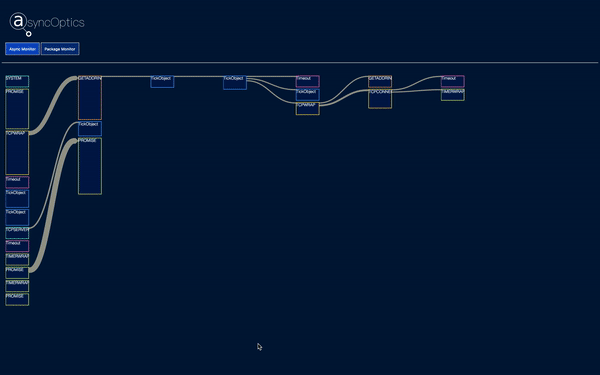 asyncOptics
Async Monitor
Package Monitor
SYSTEM
GETADDRIN
TickObject
TickObject
Timeout
GETADDRIN
Timeout
PROMISE
TickObject
TCPCONNE
TIMERWRAP
TCPWRAP
TickObject
TCPWRAP
PROMISE
Timeout
TickObject
TickObject
TCPSERVER
Timeout
TIMERWRAP
PROMISE
TIMERWRAP
PROMISE